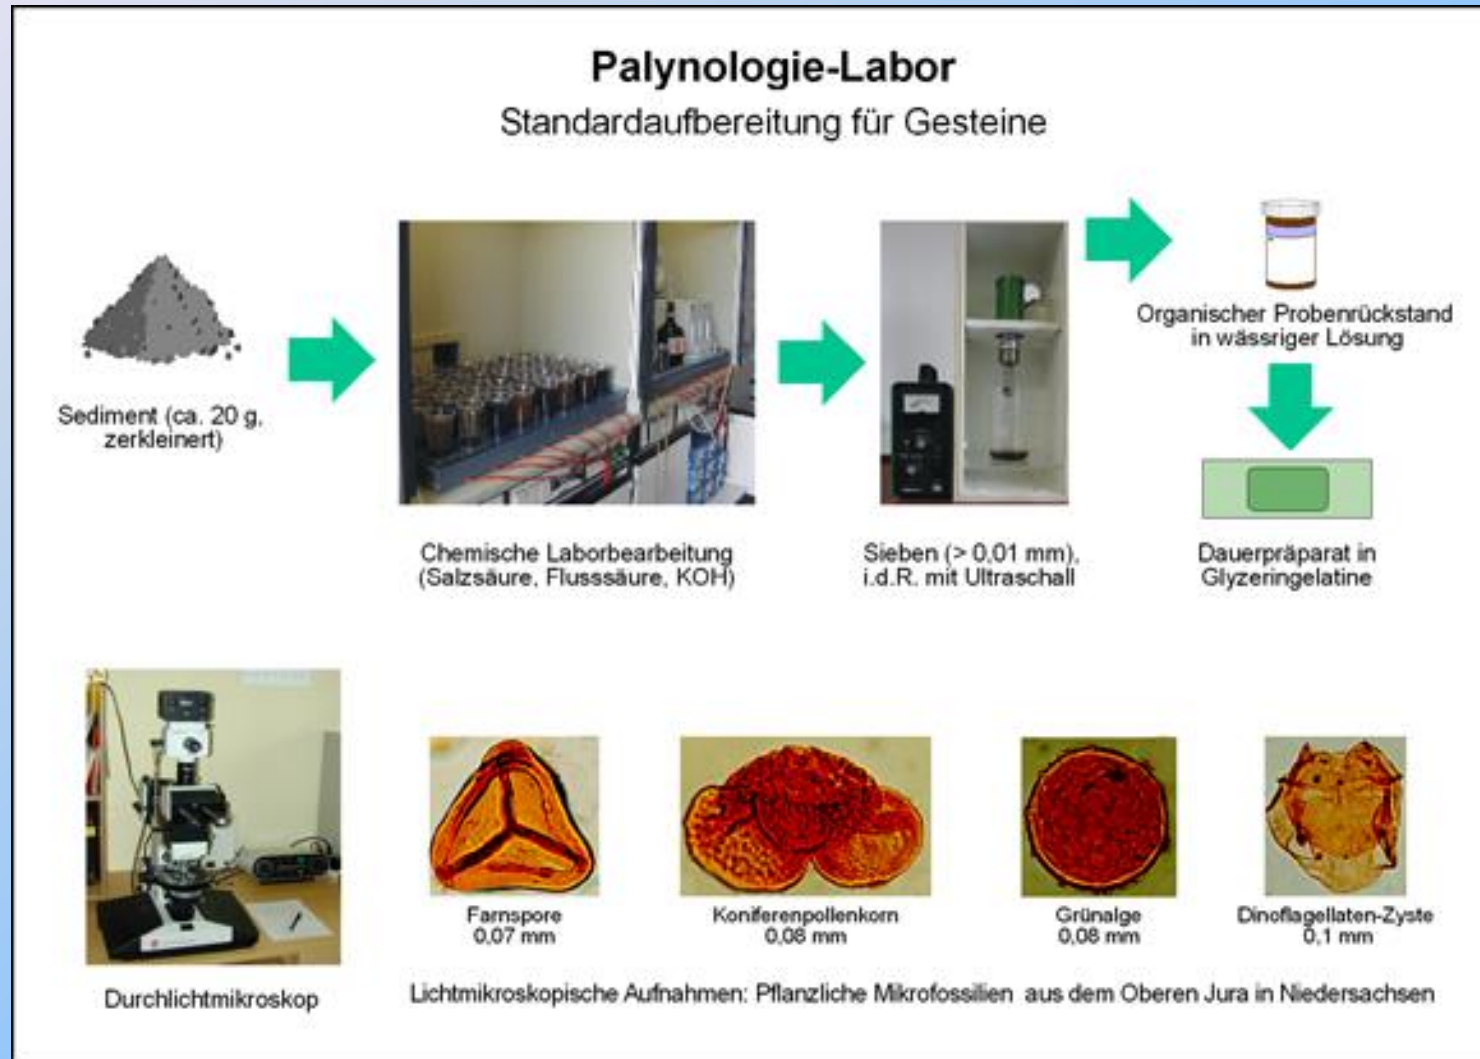 Palynologie-Labor
Standardaufbereitung für Gesteine
Sediment (ca. 20 g,
zerkleinert)
Chemische Laborbearbeitung
(Salzsäure, Flusssäure, KOH)
Sieben (> 0,01 mm),
i.d.R. mit Ultraschall
Organischer Probenrückstand
in wässriger Lösung
Dauerpräparat in
Glyzeringelatine
Durchlichtmikroskop
Farnspore
0,07 mm
Koniferenpollenkorn
0,08 mm
Grünalge
0,08 mm
Dinoflagellaten-Zyste
0,1 mm
Lichtmikroskopische Aufnahmen: Pflanzliche Mikrofossilien aus dem Oberen Jura in Niedersachsen